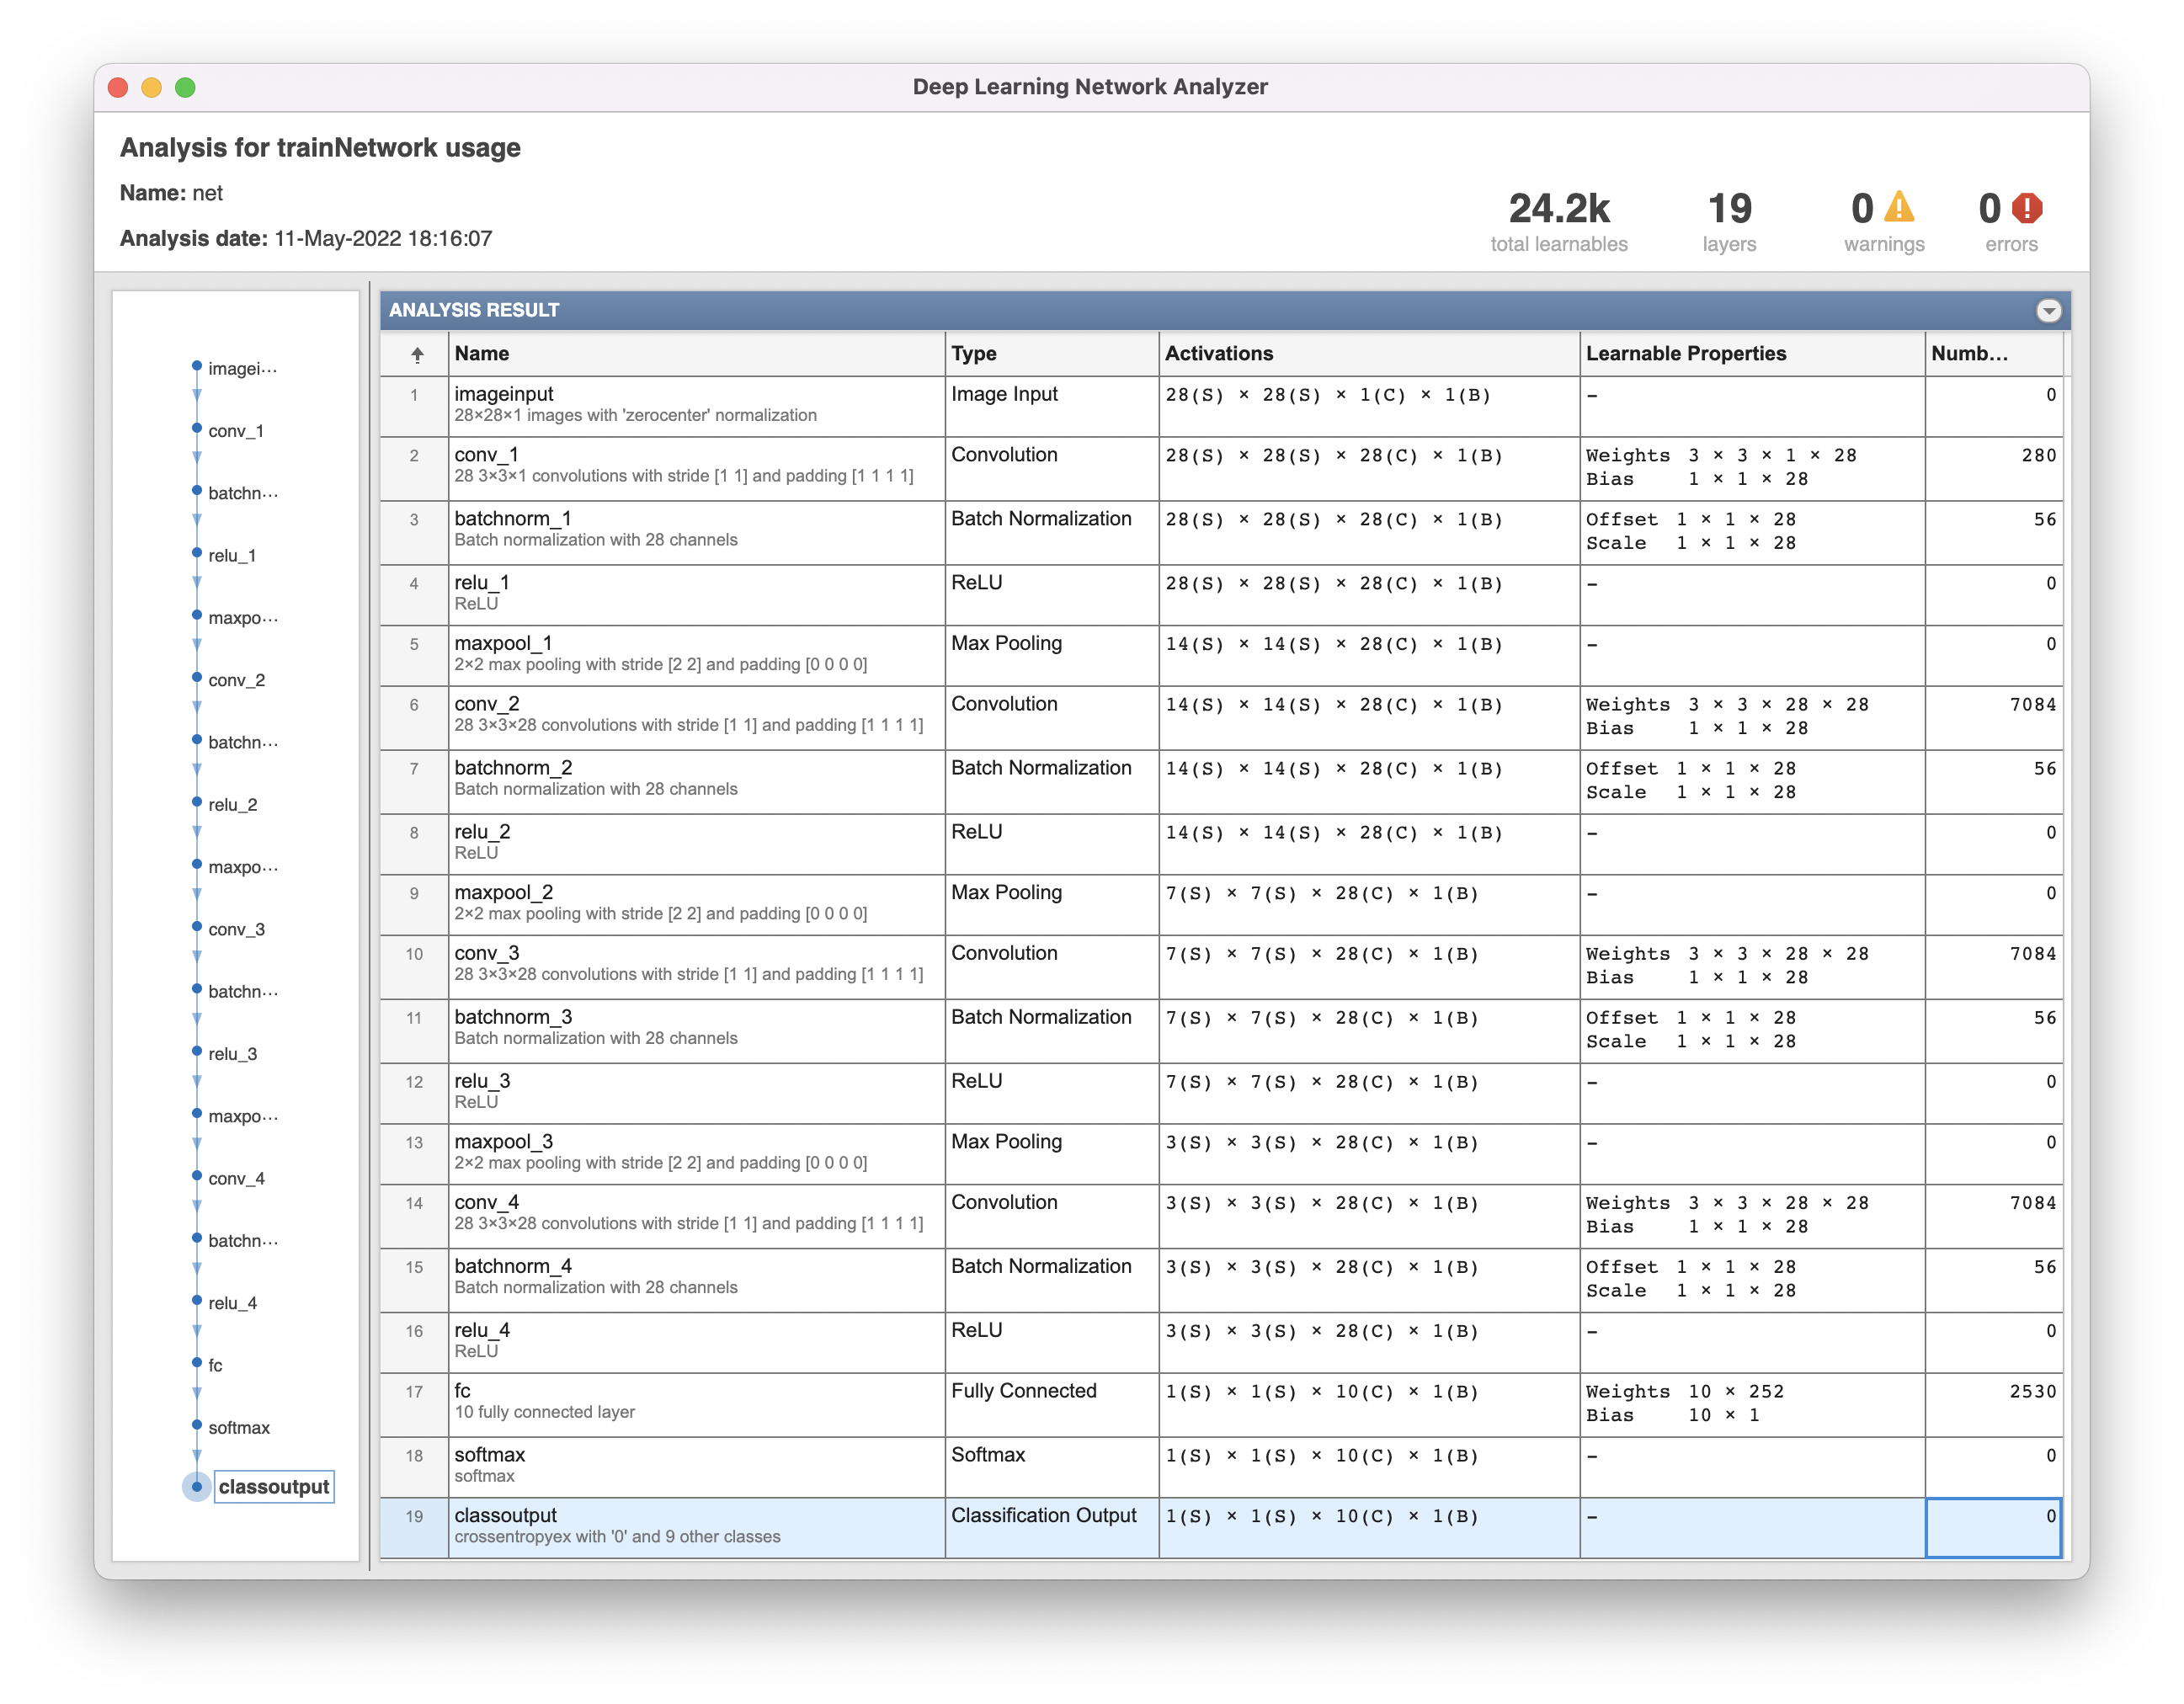 Deep Learning Network Analyzer
Analysis for trainNetwork usage
Name: net
Analysis date: 11-May-2022 18:16:07
24.2k
total learnables
19
layers
0
warnings
0
errors
imagei···
conv_1
batchn···
relu_1
maxpo···
conv_2
batchn···
relu_2
maxpo···
conv_3
batchn···
relu_3
maxpo···
conv_4
batchn···
relu_4
fc
softmax
classoutput
ANALYSIS RESULT
Name Type Activations Learnable Properties Numb...
1 imageinput Image Input 28(S) × 28(S) × 1(C) × 1(B) – 0
28×28×1 images with 'zerocenter' normalization
2 conv_1 Convolution 28(S) × 28(S) × 28(C) × 1(B) Weights 3 × 3 × 1 × 28 280
28 3×3×1 convolutions with stride [1 1] and padding [1 1 1 1] Bias 1 × 1 × 28
3 batchnorm_1 Batch Normalization 28(S) × 28(S) × 28(C) × 1(B) Offset 1 × 1 × 28 56
Batch normalization with 28 channels Scale 1 × 1 × 28
4 relu_1 ReLU 28(S) × 28(S) × 28(C) × 1(B) – 0
ReLU
5 maxpool_1 Max Pooling 14(S) × 14(S) × 28(C) × 1(B) – 0
2×2 max pooling with stride [2 2] and padding [0 0 0 0]
6 conv_2 Convolution 14(S) × 14(S) × 28(C) × 1(B) Weights 3 × 3 × 28 × 28 7084
28 3×3×28 convolutions with stride [1 1] and padding [1 1 1 1] Bias 1 × 1 × 28
7 batchnorm_2 Batch Normalization 14(S) × 14(S) × 28(C) × 1(B) Offset 1 × 1 × 28 56
Batch normalization with 28 channels Scale 1 × 1 × 28
8 relu_2 ReLU 14(S) × 14(S) × 28(C) × 1(B) – 0
ReLU
9 maxpool_2 Max Pooling 7(S) × 7(S) × 28(C) × 1(B) – 0
2×2 max pooling with stride [2 2] and padding [0 0 0 0]
10 conv_3 Convolution 7(S) × 7(S) × 28(C) × 1(B) Weights 3 × 3 × 28 × 28 7084
28 3×3×28 convolutions with stride [1 1] and padding [1 1 1 1] Bias 1 × 1 × 28
11 batchnorm_3 Batch Normalization 7(S) × 7(S) × 28(C) × 1(B) Offset 1 × 1 × 28 56
Batch normalization with 28 channels Scale 1 × 1 × 28
12 relu_3 ReLU 7(S) × 7(S) × 28(C) × 1(B) – 0
ReLU
13 maxpool_3 Max Pooling 3(S) × 3(S) × 28(C) × 1(B) – 0
2×2 max pooling with stride [2 2] and padding [0 0 0 0]
14 conv_4 Convolution 3(S) × 3(S) × 28(C) × 1(B) Weights 3 × 3 × 28 × 28 7084
28 3×3×28 convolutions with stride [1 1] and padding [1 1 1 1] Bias 1 × 1 × 28
15 batchnorm_4 Batch Normalization 3(S) × 3(S) × 28(C) × 1(B) Offset 1 × 1 × 28 56
Batch normalization with 28 channels Scale 1 × 1 × 28
16 relu_4 ReLU 3(S) × 3(S) × 28(C) × 1(B) – 0
ReLU
17 fc Fully Connected 1(S) × 1(S) × 10(C) × 1(B) Weights 10 × 252 2530
10 fully connected layer Bias 10 × 1
18 softmax Softmax 1(S) × 1(S) × 10(C) × 1(B) – 0
softmax
19 classoutput Classification Output 1(S) × 1(S) × 10(C) × 1(B) – 0
crossentropyex with '0' and 9 other classes